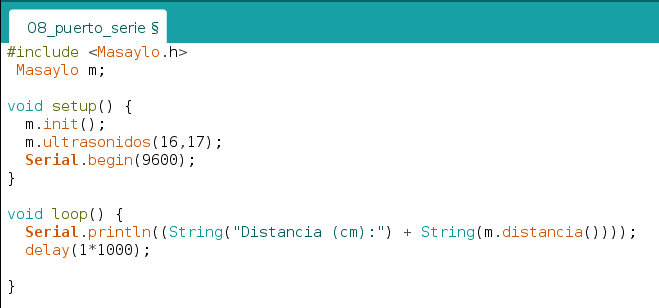 08_puerto_serie §
#include <Masaylo.h>
 Masaylo m;
void setup() {
  m.init();
  m.ultrasonidos(16,17);
  Serial.begin(9600);
}
void loop() {
  Serial.println((String("Distancia (cm):") + String(m.distancia())));
  delay(1*1000);
}